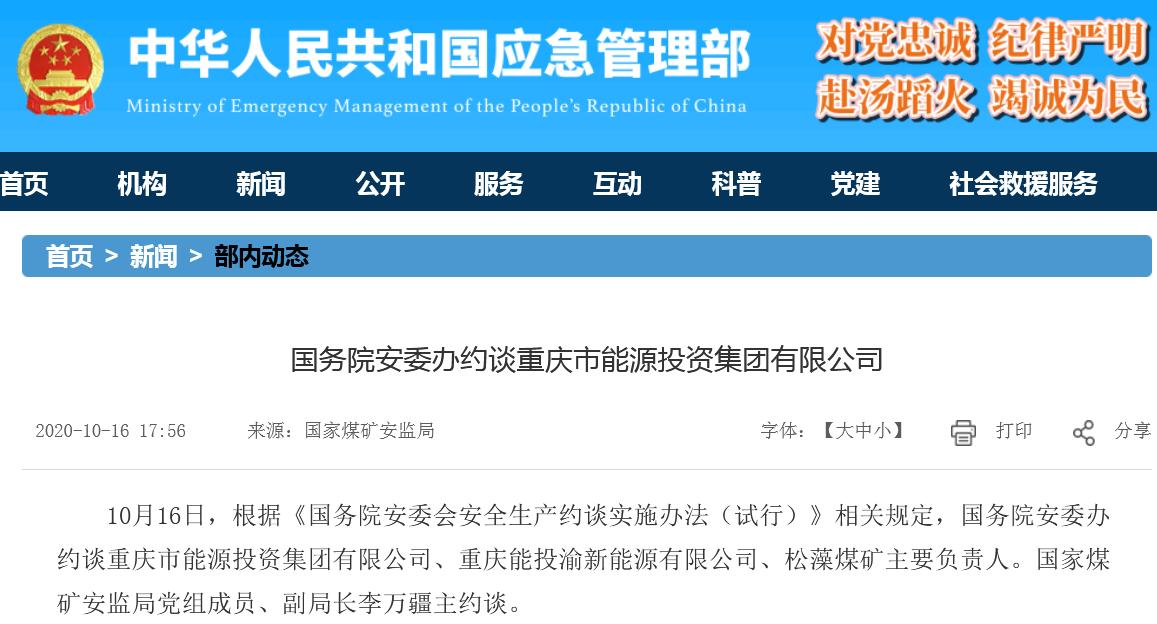 中华人民共和国应急管理部
Ministry of Emergency Management of the People's Republic of China
对党忠诚 纪律严明
赴汤蹈火 竭诚为民
首页 机构 新闻 公开 服务 互动 科普 党建 社会救援服务
首页 > 新闻 > 部内动态
国务院安委办约谈重庆市能源投资集团有限公司
2020-10-16 17:56 来源：国家煤矿安监局 字体：【大中小】 打印 分享
10月16日，根据《国务院安委会安全生产约谈实施办法（试行）》相关规定，国务院安委办
约谈重庆市能源投资集团有限公司、重庆能投渝新能源有限公司、松藻煤矿主要负责人。国家煤
矿安监局党组成员、副局长李万疆主约谈。